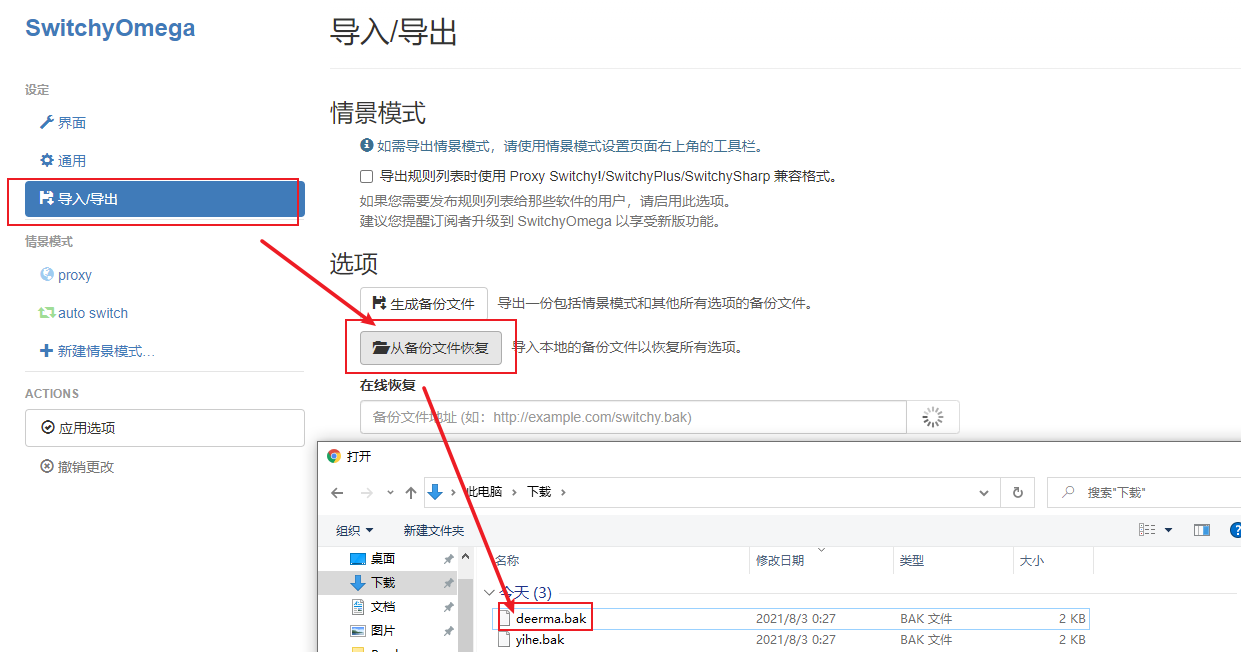 SwitchyOmega
设定
界面
通用
导入/导出
情景模式
proxy
auto switch
新建情景模式…
ACTIONS
应用选项
撤销更改
导入/导出
情景模式
如需导出情景模式，请使用情景模式设置页面右上角的工具栏。
导出规则列表时使用 Proxy Switchy!/SwitchyPlus/SwitchySharp 兼容格式。
如果您需要发布规则列表给那些软件的用户，请启用此选项。
建议您提醒订阅者升级到 SwitchyOmega 以享受新版功能。
选项
生成备份文件 导出一份包括情景模式和其他所有选项的备份文件。
从备份文件恢复 导入本地的备份文件以恢复所有选项。
在线恢复
备份文件地址 (如：http://example.com/switchy.bak)
打开
此电脑 下载 搜索"下载"
组织 新建文件夹
桌面
下载
文档
图片
名称 修改日期 类型 大小
今天 (3)
deerma.bak 2021/8/3 0:27 BAK 文件 2 KB
yihe.bak 2021/8/3 0:27 BAK 文件 2 KB